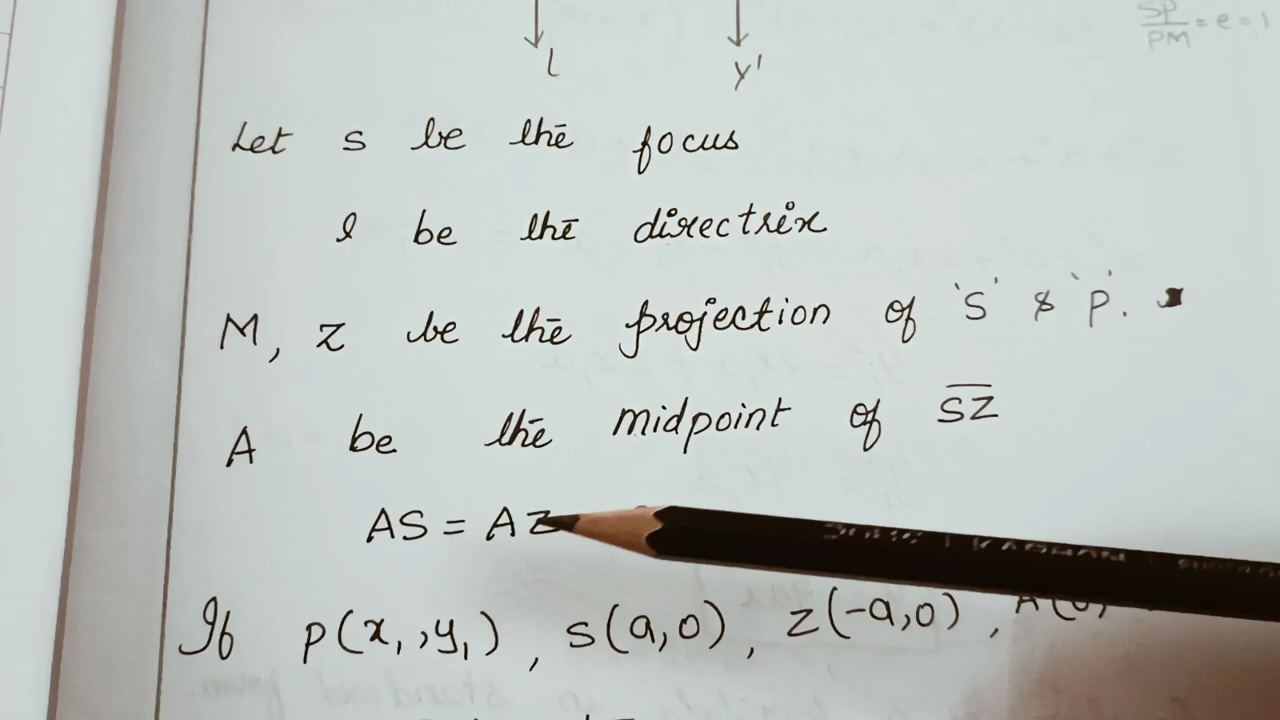 l
y'
SP/PM = e = 1
Let s be the focus
l be the directrix
M, z be the projection of 's' & 'p'.
A be the midpoint of S̅Z̅
AS = AZ
If p(x₁,y₁), s(a,0), z(-a,0), A(0,